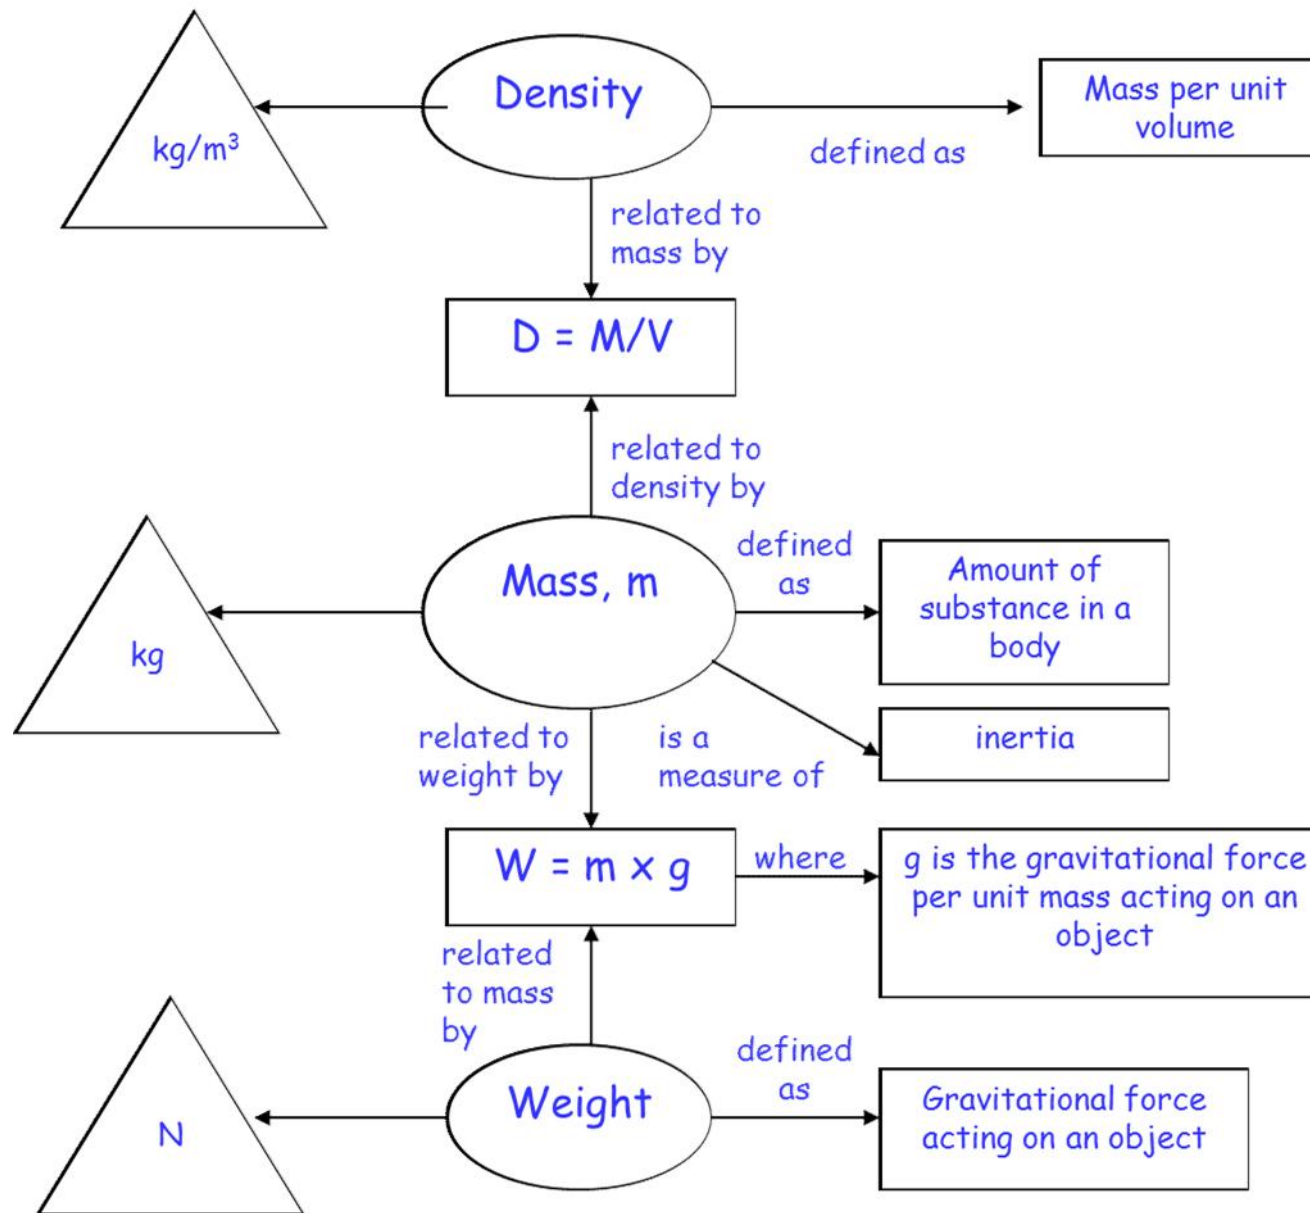 Density
Mass per unit
volume
kg/m³
defined as
related to
mass by
D = M/V
related to
density by
Mass, m
defined
as
Amount of
substance in a
body
kg
inertia
related to
weight by
is a
measure of
W = m x g
where
g is the gravitational force
per unit mass acting on an
object
related
to mass
by
Weight
defined
as
Gravitational force
acting on an object
N